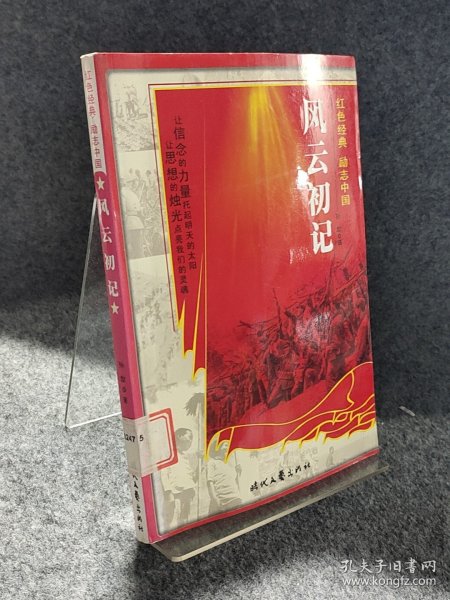 红色经典 励志中国
风云初记
让信念的力量托起明天的太阳
让思想的烛光点亮我们的灵魂
时代文艺出版社
红色经典 励志中国
★风云初记★
I247 5
孔夫子旧书网
www.kongfz.com